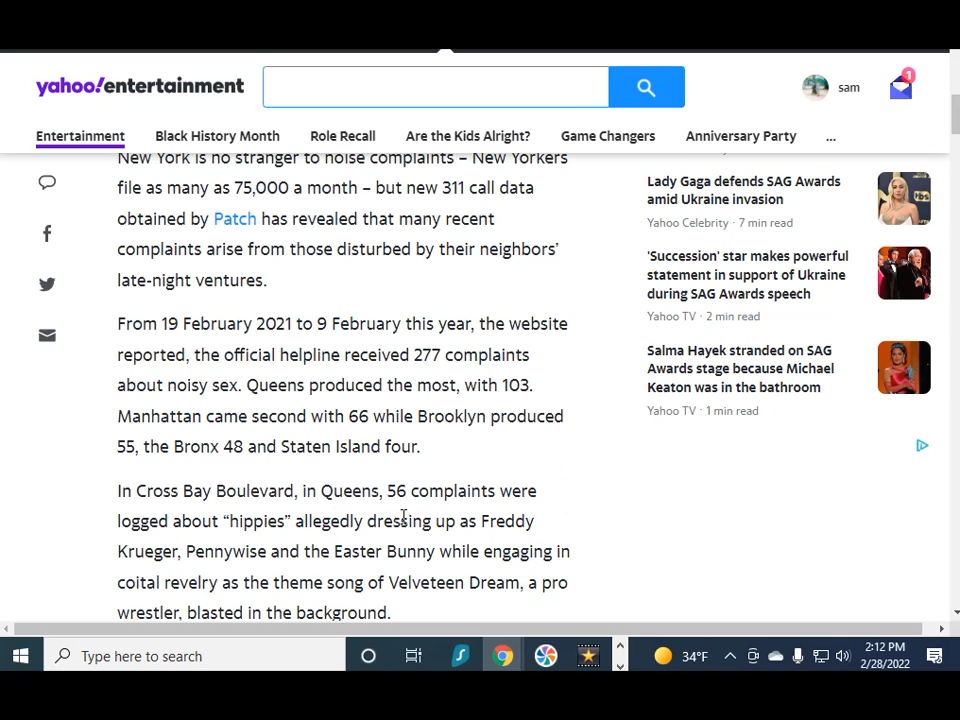 yahoo!entertainment
sam
1
Entertainment
Black History Month
Role Recall
Are the Kids Alright?
Game Changers
Anniversary Party
...
New York is no stranger to noise complaints – New Yorkers
file as many as 75,000 a month – but new 311 call data
obtained by Patch has revealed that many recent
complaints arise from those disturbed by their neighbors’
late-night ventures.
From 19 February 2021 to 9 February this year, the website
reported, the official helpline received 277 complaints
about noisy sex. Queens produced the most, with 103.
Manhattan came second with 66 while Brooklyn produced
55, the Bronx 48 and Staten Island four.
In Cross Bay Boulevard, in Queens, 56 complaints were
logged about “hippies” allegedly dressing up as Freddy
Krueger, Pennywise and the Easter Bunny while engaging in
coital revelry as the theme song of Velveteen Dream, a pro
wrestler, blasted in the background.
Lady Gaga defends SAG Awards
amid Ukraine invasion
Yahoo Celebrity · 7 min read
'Succession' star makes powerful
statement in support of Ukraine
during SAG Awards speech
Yahoo TV · 2 min read
Salma Hayek stranded on SAG
Awards stage because Michael
Keaton was in the bathroom
Yahoo TV · 1 min read
Type here to search
34°F
2:12 PM
2/28/2022